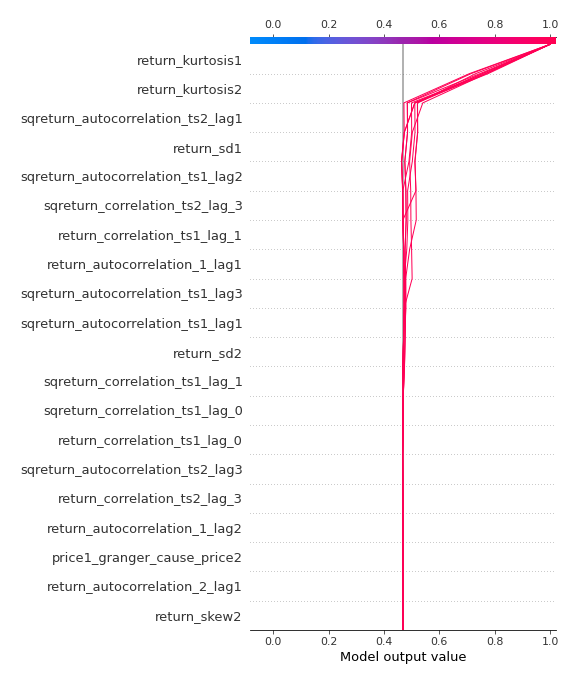 0.0 0.2 0.4 0.6 0.8 1.0
return_kurtosis1
return_kurtosis2
sqreturn_autocorrelation_ts2_lag1
return_sd1
sqreturn_autocorrelation_ts1_lag2
sqreturn_correlation_ts2_lag_3
return_correlation_ts1_lag_1
return_autocorrelation_1_lag1
sqreturn_autocorrelation_ts1_lag3
sqreturn_autocorrelation_ts1_lag1
return_sd2
sqreturn_correlation_ts1_lag_1
sqreturn_correlation_ts1_lag_0
return_correlation_ts1_lag_0
sqreturn_autocorrelation_ts2_lag3
return_correlation_ts2_lag_3
return_autocorrelation_1_lag2
price1_granger_cause_price2
return_autocorrelation_2_lag1
return_skew2
0.0 0.2 0.4 0.6 0.8 1.0
Model output value